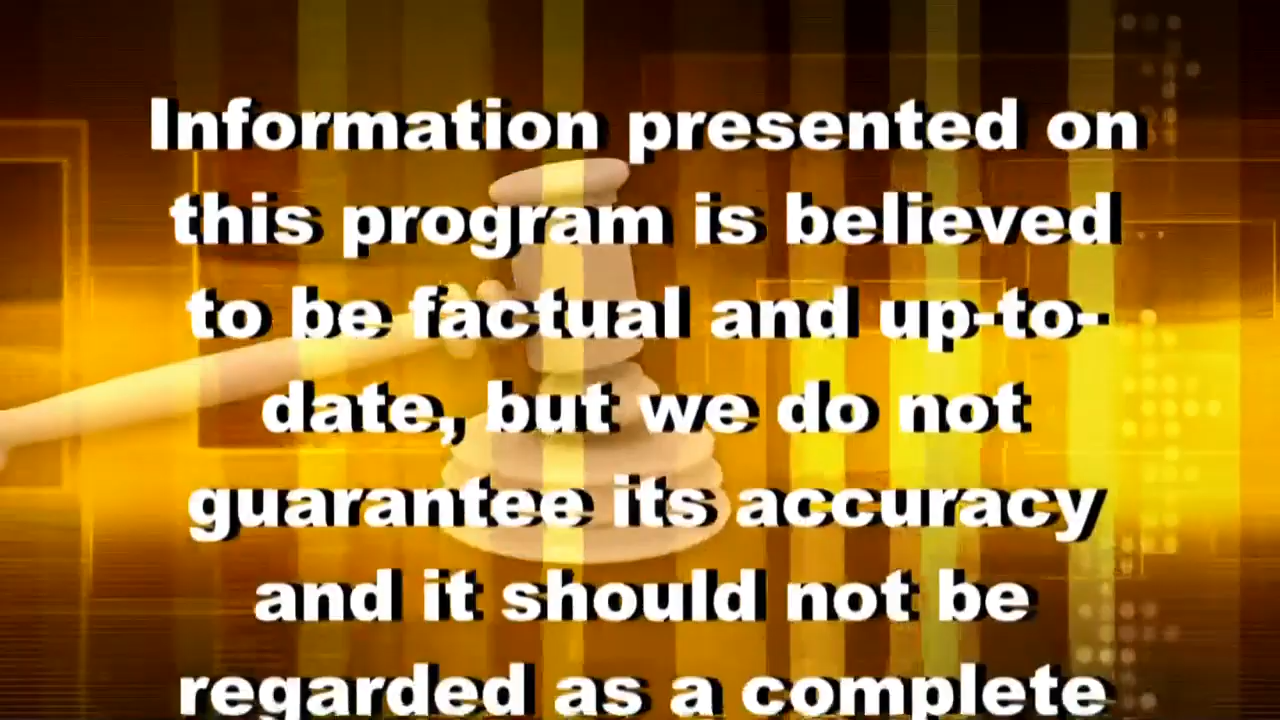 Information presented on
this program is believed
to be factual and up-to-
date, but we do not
guarantee its accuracy
and it should not be
regarded as a complete